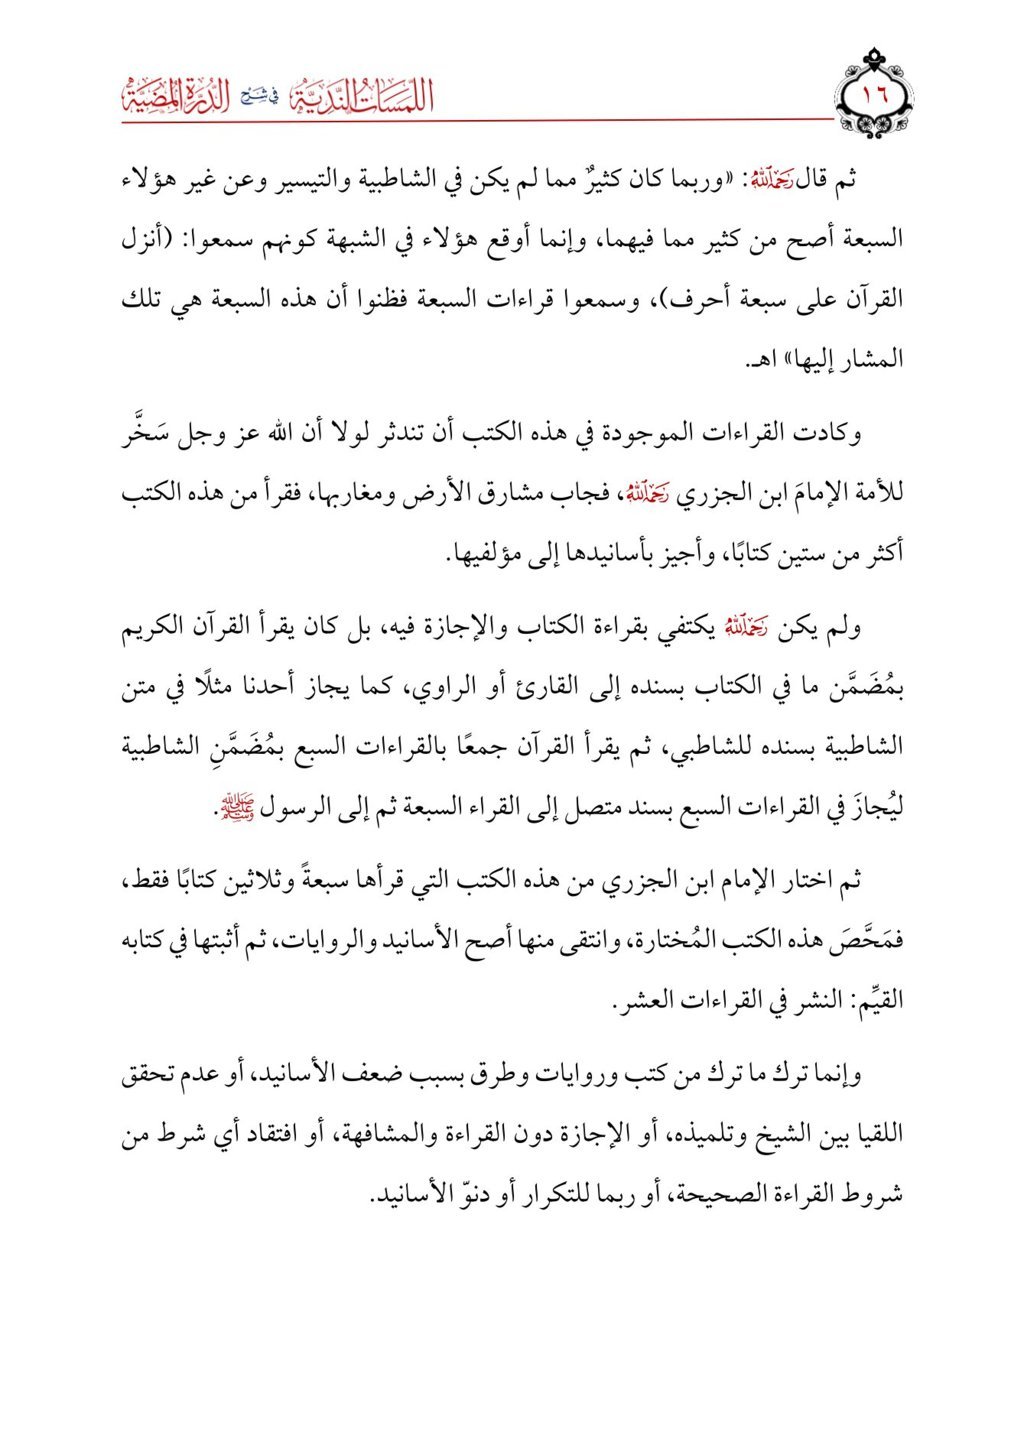 اللمسات الندية في شرح الدرة المضية
١٦
ثم قال رَحِمَهُ اللَّهُ: «وربما كان كثيرٌ مما لم يكن في الشاطبية والتيسير وعن غير هؤلاء
السبعة أصح من كثير مما فيهما، وإنما أوقع هؤلاء في الشبهة كونهم سمعوا: (أنزل
القرآن على سبعة أحرف)، وسمعوا قراءات السبعة فظنوا أن هذه السبعة هي تلك
المشار إليها» اهـ.
وكادت القراءات الموجودة في هذه الكتب أن تندثر لولا أن الله عز وجل سَخَّر
للأمة الإمامَ ابن الجزري رَحِمَهُ اللَّهُ، فجاب مشارق الأرض ومغاربها، فقرأ من هذه الكتب
أكثر من ستين كتابًا، وأجيز بأسانيدها إلى مؤلفيها.
ولم يكن رَحِمَهُ اللَّهُ يكتفي بقراءة الكتاب والإجازة فيه، بل كان يقرأ القرآن الكريم
بمُضَمَّن ما في الكتاب بسنده إلى القارئ أو الراوي، كما يجاز أحدنا مثلًا في متن
الشاطبية بسنده للشاطبي، ثم يقرأ القرآن جمعًا بالقراءات السبع بمُضَمَّنِ الشاطبية
ليُجازَ في القراءات السبع بسند متصل إلى القراء السبعة ثم إلى الرسول ﷺ.
ثم اختار الإمام ابن الجزري من هذه الكتب التي قرأها سبعةً وثلاثين كتابًا فقط،
فمَحَّصَ هذه الكتب المُختارة، وانتقى منها أصح الأسانيد والروايات، ثم أثبتها في كتابه
القيِّم: النشر في القراءات العشر.
وإنما ترك ما ترك من كتب وروايات وطرق بسبب ضعف الأسانيد، أو عدم تحقق
اللقيا بين الشيخ وتلميذه، أو الإجازة دون القراءة والمشافهة، أو افتقاد أي شرط من
شروط القراءة الصحيحة، أو ربما للتكرار أو دنوّ الأسانيد.